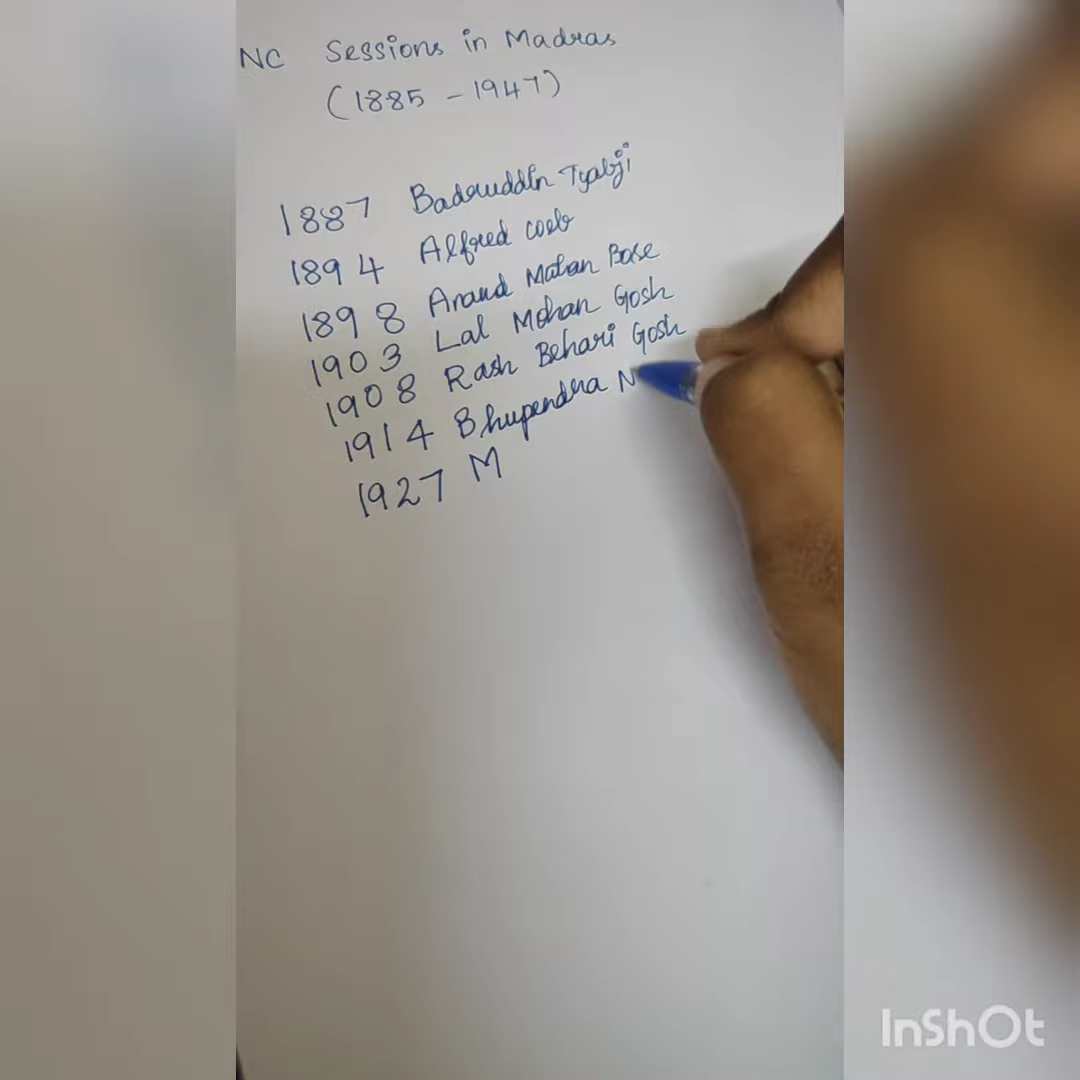 NC Sessions in Madras
(1885 - 1947)
1887 Badruddin Tyabji
1894 Alfred coeb
1898 Anand Mohan Bose
1903 Lal Mohan Gosh
1908 Rash Behari Gosh
1914 Bhupendra N
1927 M
InShOt